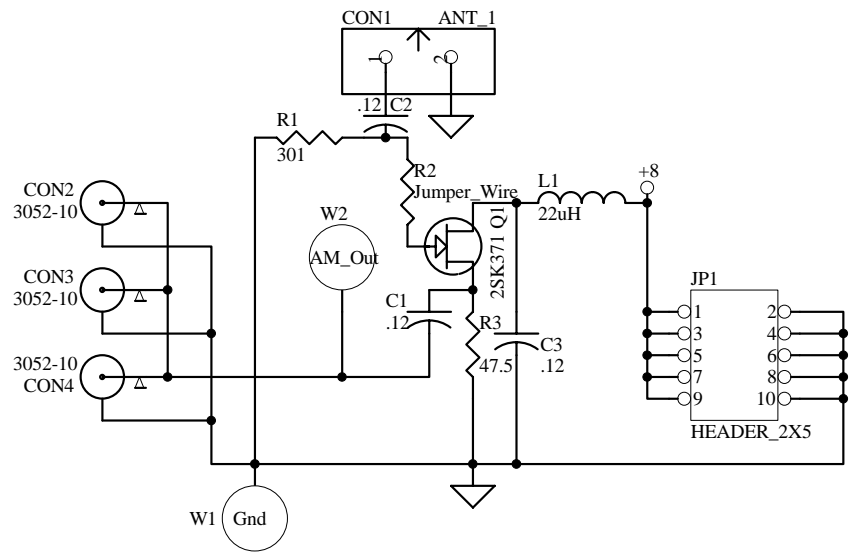 CON1 ANT_1
1 2
.12 C2
R1
301
R2
Jumper_Wire
+8
L1
22uH
CON2
3052-10
W2
AM_Out
2SK371 Q1
CON3
3052-10
JP1
C1
.12
R3
47.5
C3
.12
1 2
3 4
5 6
7 8
9 10
HEADER_2X5
3052-10
CON4
W1 Gnd